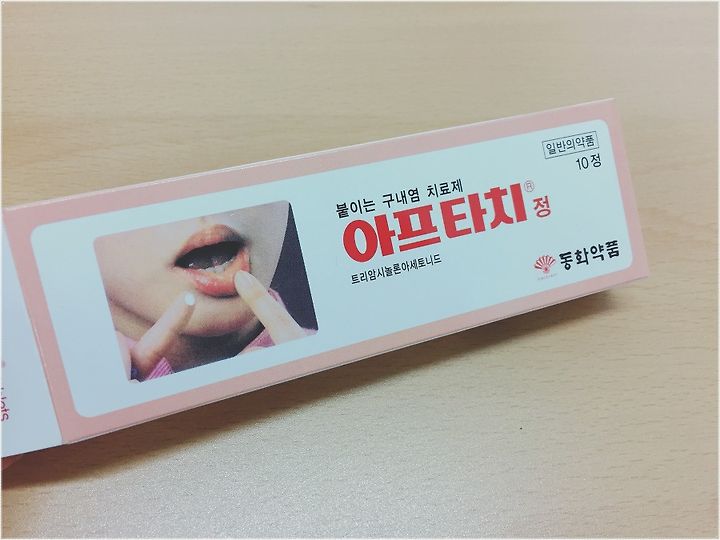 일반의약품
10정
붙이는 구내염 치료제
아프타치® 정
트리암시놀론아세토니드
동화약품